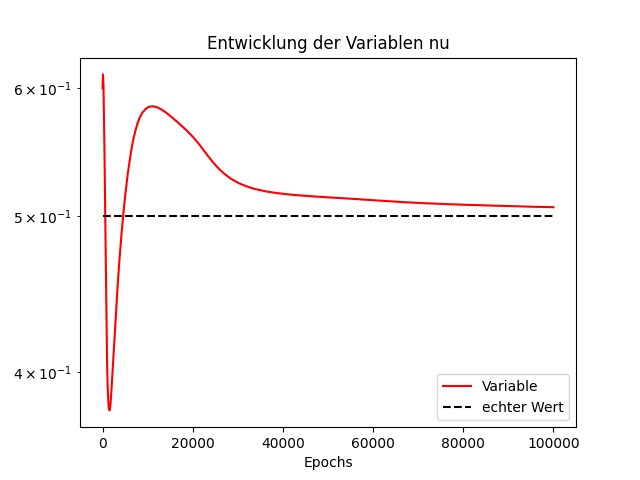 Entwicklung der Variablen nu
6 × 10⁻¹
5 × 10⁻¹
4 × 10⁻¹
Variable
echter Wert
0 20000 40000 60000 80000 100000
Epochs